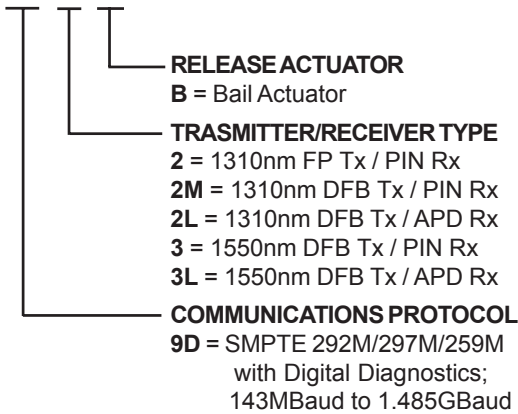 RELEASE ACTUATOR
B = Bail Actuator
TRASMITTER/RECEIVER TYPE
2 = 1310nm FP Tx / PIN Rx
2M = 1310nm DFB Tx / PIN Rx
2L = 1310nm DFB Tx / APD Rx
3 = 1550nm DFB Tx / PIN Rx
3L = 1550nm DFB Tx / APD Rx
COMMUNICATIONS PROTOCOL
9D = SMPTE 292M/297M/259M
with Digital Diagnostics;
143MBaud to 1.485GBaud